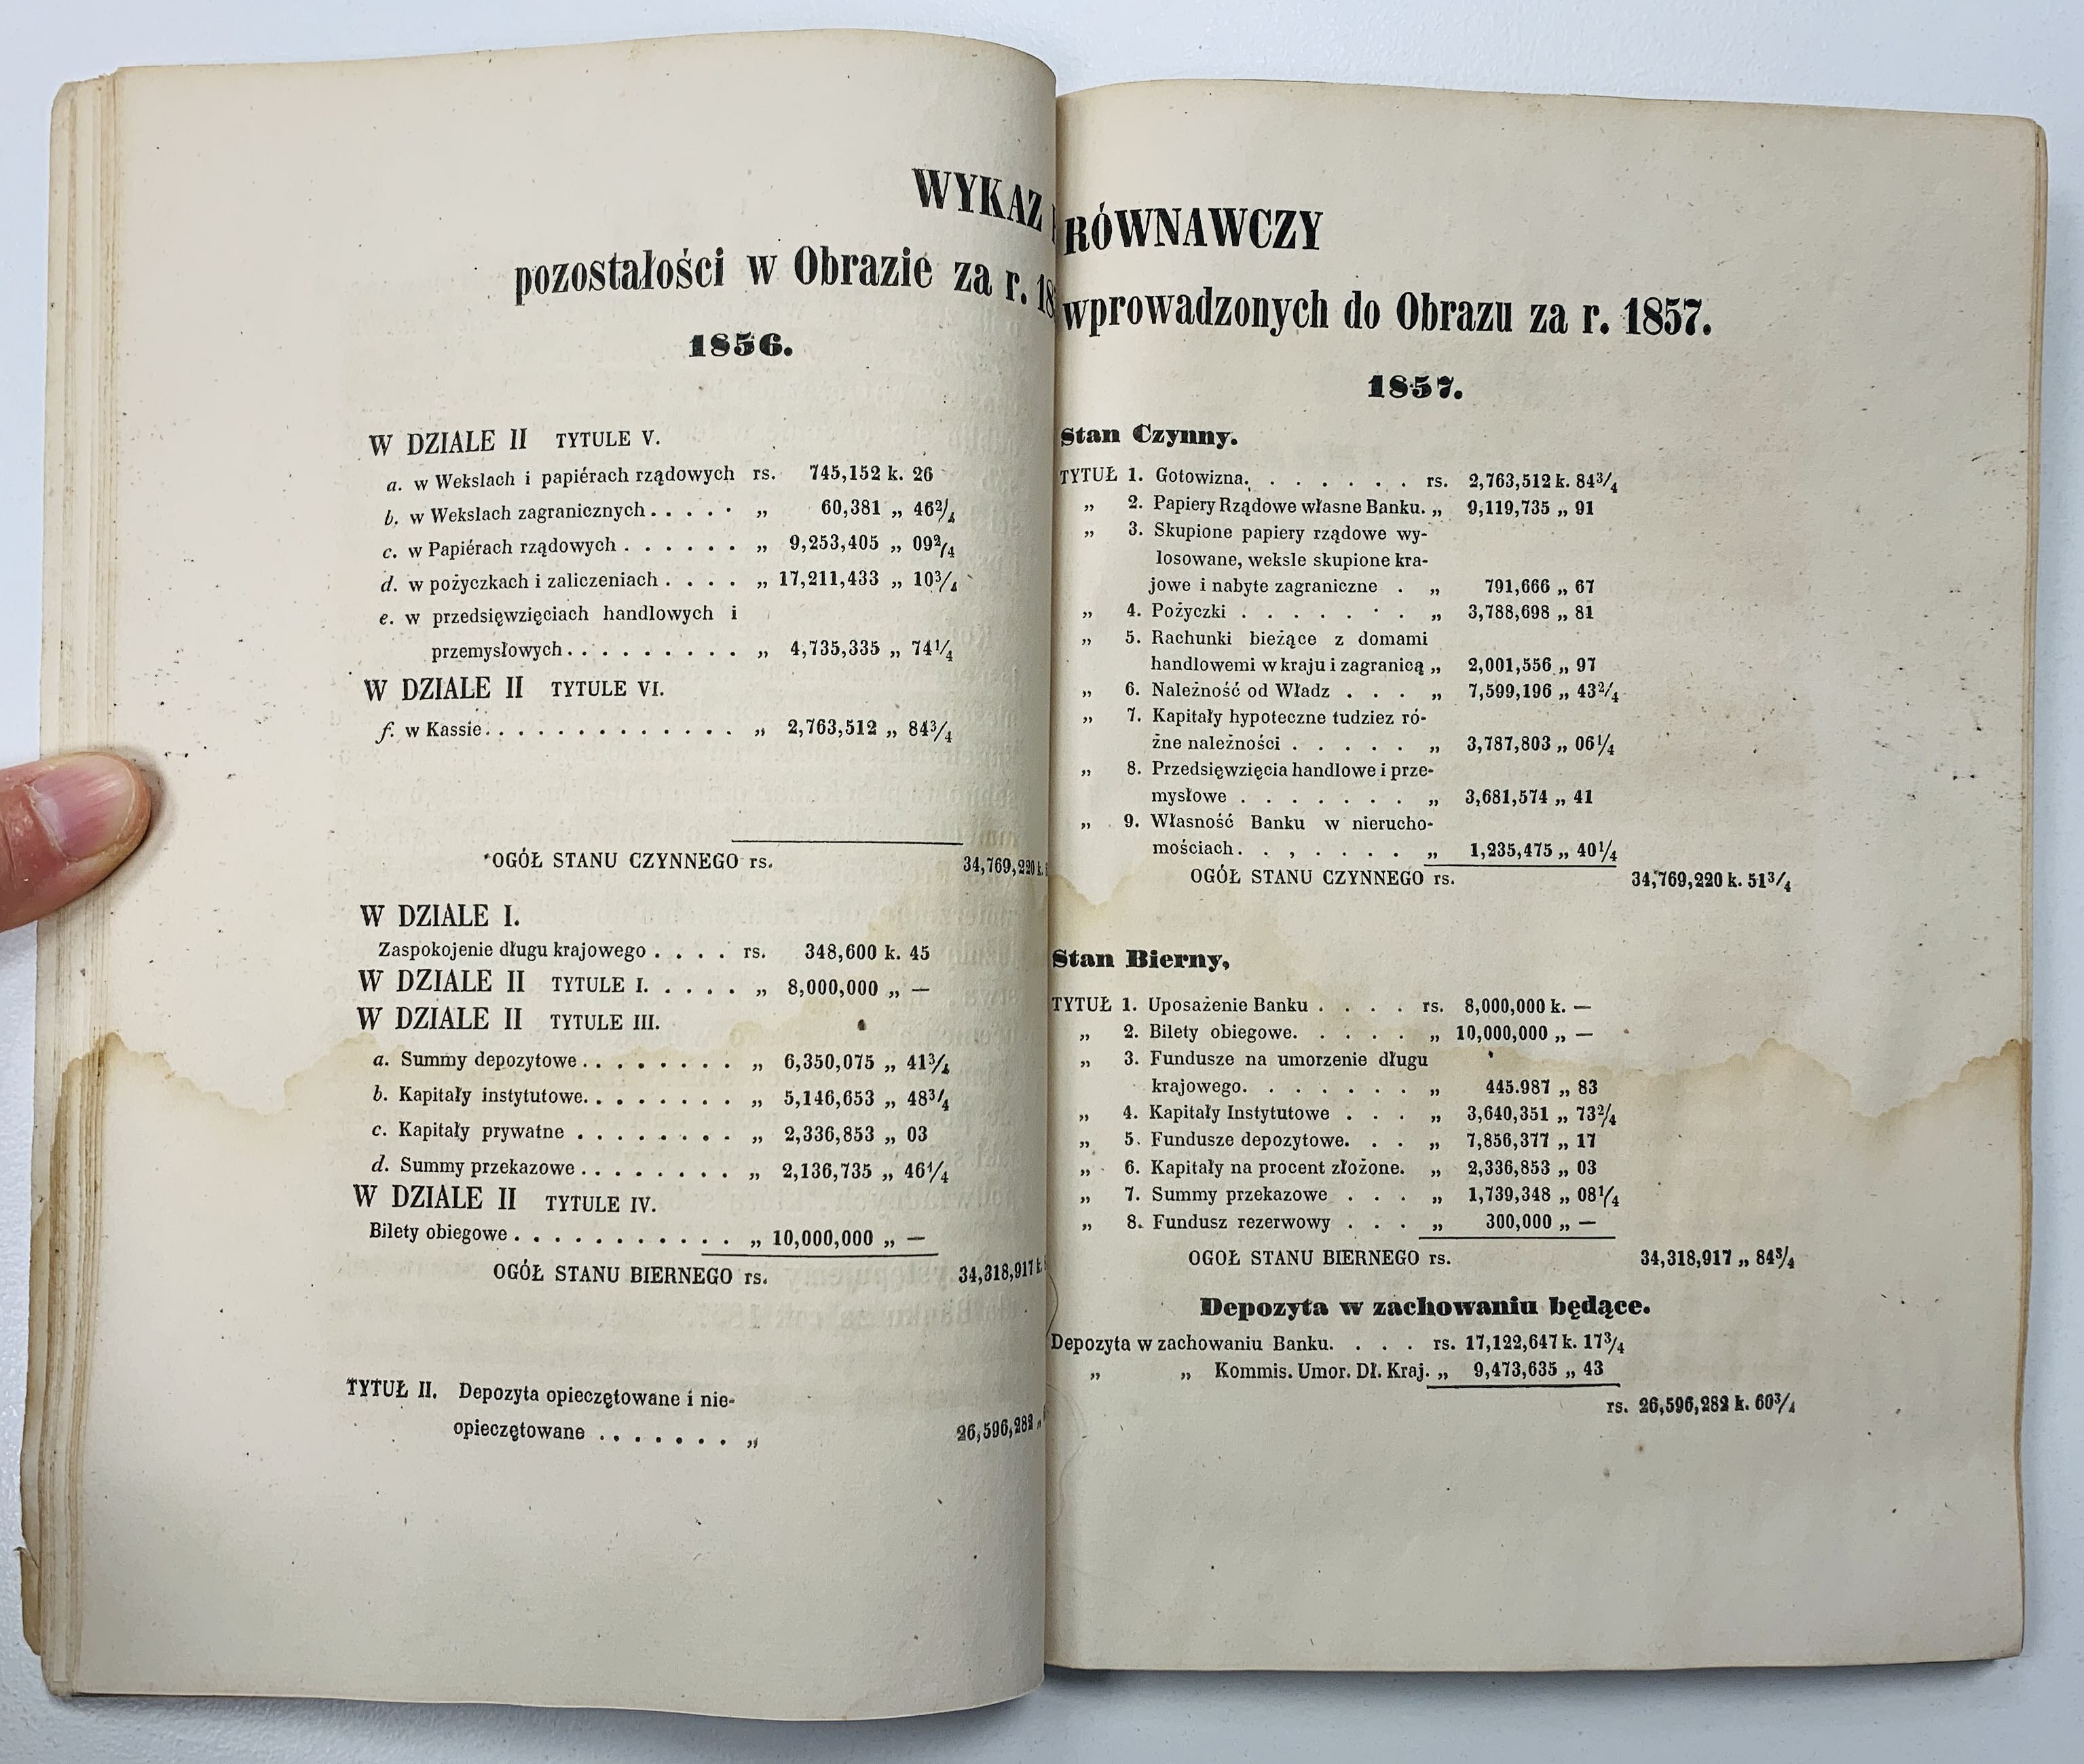 WYKAZ
pozostałości w Obrazie za r.
1856.
W DZIALE II TYTULE V.
a. w Wekslach i papiérach rządowych rs. 745,152 k. 26
b. w Wekslach zagranicznych . . . . . „ 60,381 „ 46²/₄
c. w Papiérach rządowych . . . . . . „ 9,253,405 „ 09²/₄
d. w pożyczkach i zaliczeniach . . . . „ 17,211,433 „ 10³/₄
e. w przedsięwzięciach handlowych i
przemysłowych . . . . . . . . . „ 4,735,335 „ 74¹/₄
W DZIALE II TYTULE VI.
f. w Kassie . . . . . . . . . . . . . „ 2,763,512 „ 84³/₄
OGÓŁ STANU CZYNNEGO rs. 34,769,220 k.
W DZIALE I.
Zaspokojenie długu krajowego . . . . rs. 348,600 k. 45
W DZIALE II TYTULE I. . . . . „ 8,000,000 „ —
W DZIALE II TYTULE III.
a. Summy depozytowe . . . . . . . . „ 6,350,075 „ 41³/₄
b. Kapitały instytutowe. . . . . . . . „ 5,146,653 „ 48³/₄
c. Kapitały prywatne . . . . . . . . „ 2,336,853 „ 03
d. Summy przekazowe . . . . . . . . „ 2,136,735 „ 46¹/₄
W DZIALE II TYTULE IV.
Bilety obiegowe . . . . . . . . . . . „ 10,000,000 „ —
OGÓŁ STANU BIERNEGO rs. 34,318,917 k.
TYTUŁ II. Depozyta opieczętowane i nie-
opieczętowane . . . . . . . „ 26,596,282 „
RÓWNAWCZY
wprowadzonych do Obrazu za r. 1857.
1857.
Stan Czynny.
TYTUŁ 1. Gotowizna. . . . . . . rs. 2,763,512 k. 84³/₄
„ 2. Papiery Rządowe własne Banku. „ 9,119,735 „ 91
„ 3. Skupione papiery rządowe wy-
losowane, weksle skupione kra-
jowe i nabyte zagraniczne . „ 791,666 „ 67
„ 4. Pożyczki . . . . . . . „ 3,788,698 „ 81
„ 5. Rachunki bieżące z domami
handlowemi w kraju i zagranicą „ 2,001,556 „ 97
„ 6. Należność od Władz . . . „ 7,599,196 „ 43²/₄
„ 7. Kapitały hypoteczne tudziez ró-
żne należności . . . . . „ 3,787,803 „ 06¹/₄
„ 8. Przedsięwzięcia handlowe i prze-
mysłowe . . . . . . . „ 3,681,574 „ 41
„ 9. Własność Banku w nierucho-
mościach. . , . . . . . „ 1,235,475 „ 40¹/₄
OGÓŁ STANU CZYNNEGO rs. 34,769,220 k. 51³/₄
Stan Bierny,
TYTUŁ 1. Uposażenie Banku . . . . rs. 8,000,000 k. —
„ 2. Bilety obiegowe. . . . . „ 10,000,000 „ —
„ 3. Fundusze na umorzenie długu
krajowego. . . . . . . „ 445.987 „ 83
„ 4. Kapitały Instytutowe . . . „ 3,640,351 „ 73²/₄
„ 5. Fundusze depozytowe. . . „ 7,856,377 „ 17
„ 6. Kapitały na procent złożone. „ 2,336,853 „ 03
„ 7. Summy przekazowe . . . „ 1,739,348 „ 08¹/₄
„ 8. Fundusz rezerwowy . . . „ 300,000 „ —
OGOŁ STANU BIERNEGO rs. 34,318,917 „ 84³/₄
Depozyta w zachowaniu będące.
Depozyta w zachowaniu Banku. . . . rs. 17,122,647 k. 17³/₄
„ „ Kommis. Umor. Dł. Kraj. „ 9,473,635 „ 43
rs. 26,596,282 k. 60³/₄